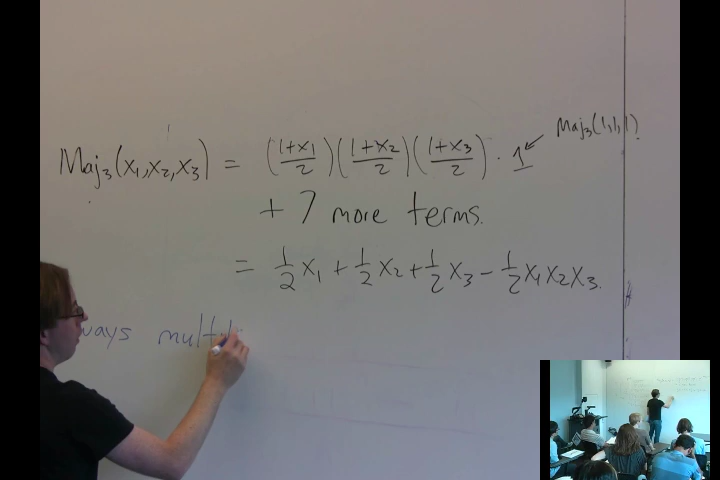 Maj₃(1,1,1)
Maj₃(x₁,x₂,x₃) = ((1+x₁)/2)((1+x₂)/2)((1+x₃)/2) · 1
+ 7 more terms.
= 1/2 x₁ + 1/2 x₂ + 1/2 x₃ - 1/2 x₁x₂x₃.